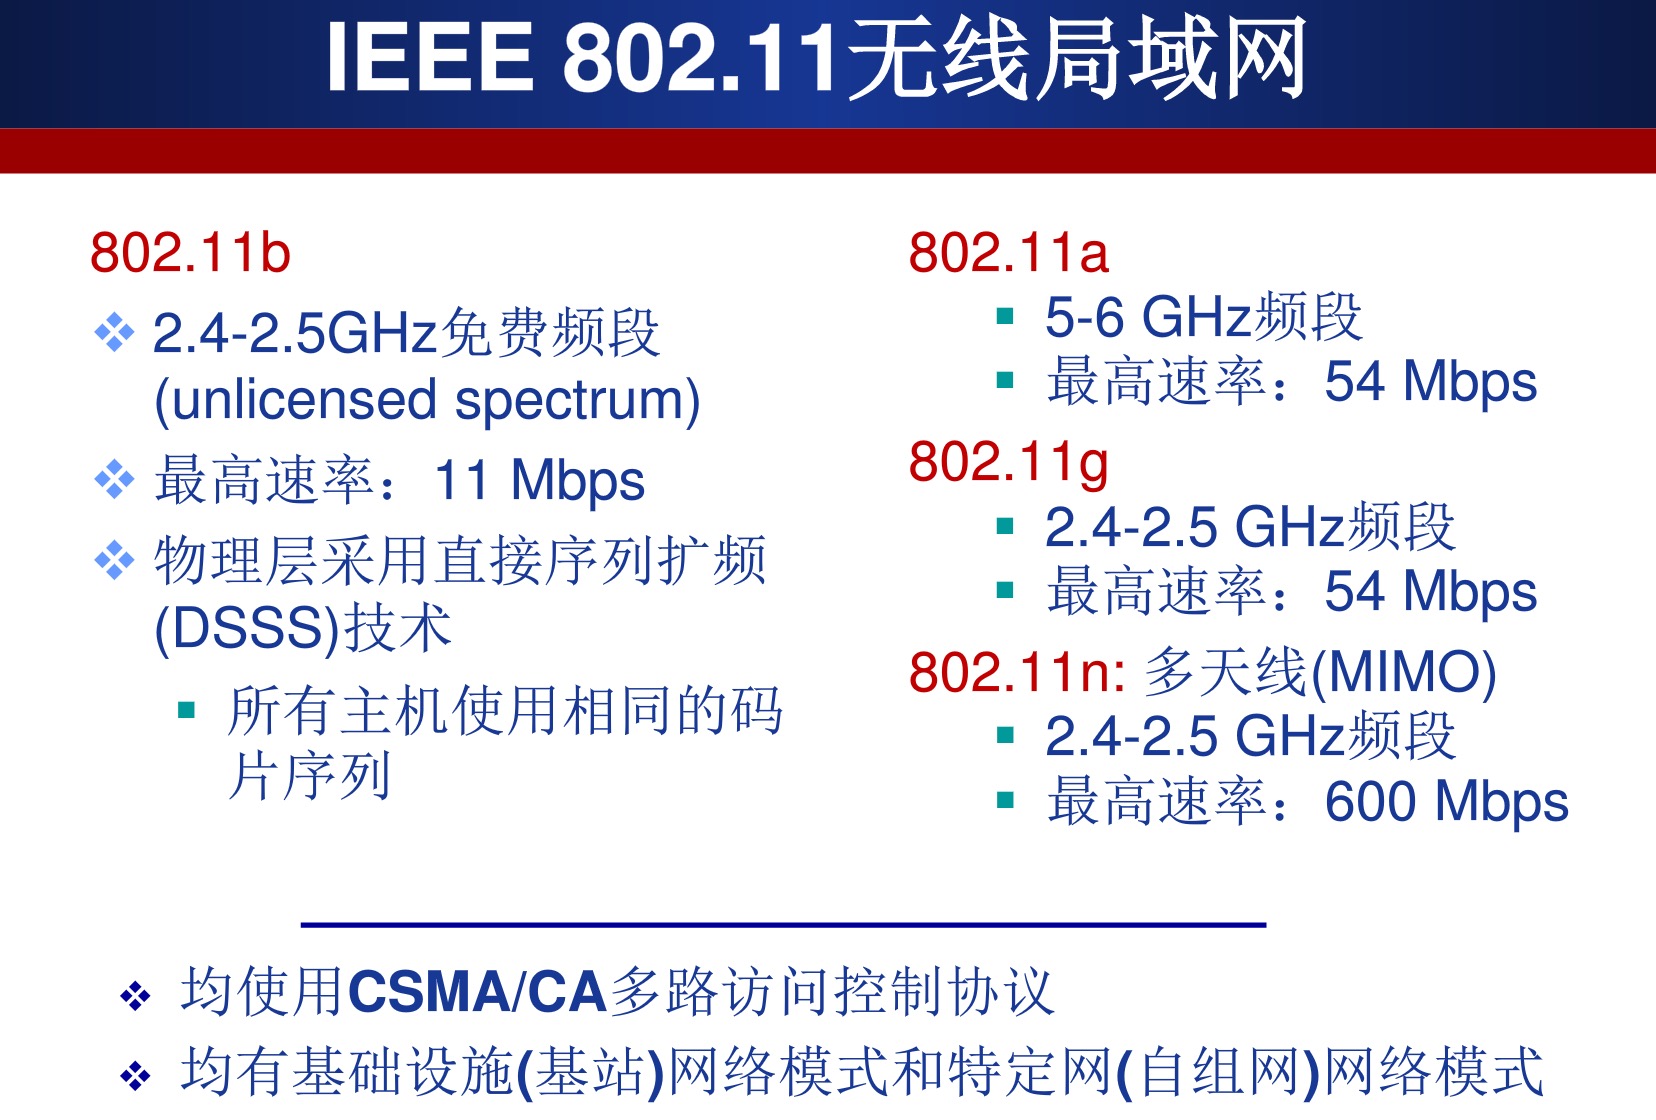 IEEE 802.11无线局域网
802.11b
2.4-2.5GHz免费频段
(unlicensed spectrum)
最高速率：11 Mbps
物理层采用直接序列扩频
(DSSS)技术
所有主机使用相同的码
片序列
802.11a
5-6 GHz频段
最高速率：54 Mbps
802.11g
2.4-2.5 GHz频段
最高速率：54 Mbps
802.11n: 多天线(MIMO)
2.4-2.5 GHz频段
最高速率：600 Mbps
均使用CSMA/CA多路访问控制协议
均有基础设施(基站)网络模式和特定网(自组网)网络模式